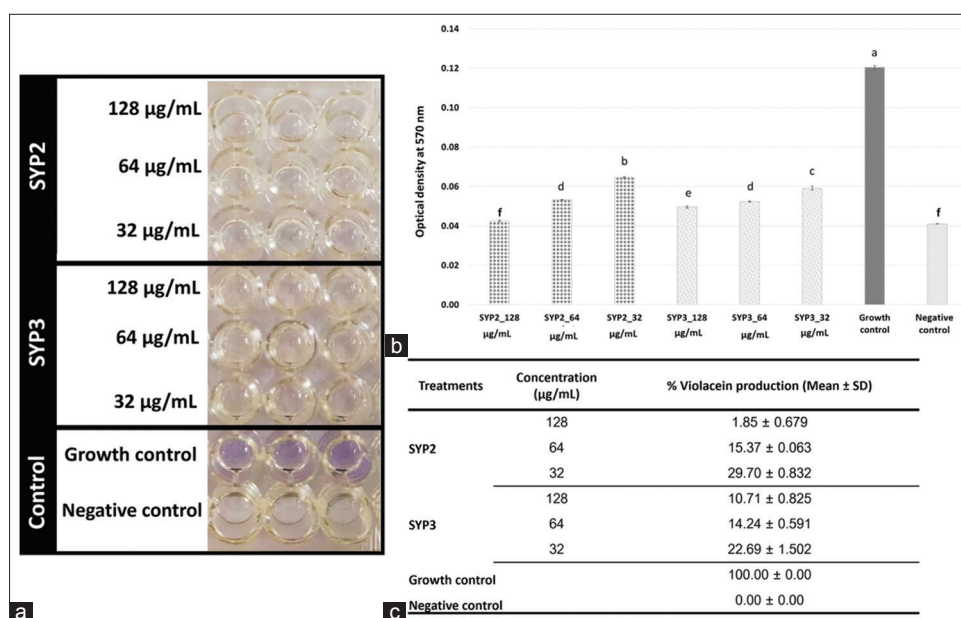 SYP2
128 µg/mL
64 µg/mL
32 µg/mL
SYP3
128 µg/mL
64 µg/mL
32 µg/mL
Control
Growth control
Negative control
a
Optical density at 570 nm
0.14
0.12
0.10
0.08
0.06
0.04
0.02
0.00
f d b e d c a f
SYP2_128 SYP2_64 SYP2_32 SYP3_128 SYP3_64 SYP3_32 Growth Negative
µg/mL µg/mL µg/mL µg/mL µg/mL µg/mL control control
b
Treatments Concentration % Violacein production (Mean ± SD)
(µg/mL)
128 1.85 ± 0.679
SYP2 64 15.37 ± 0.063
32 29.70 ± 0.832
128 10.71 ± 0.825
SYP3 64 14.24 ± 0.591
32 22.69 ± 1.502
Growth control 100.00 ± 0.00
Negative control 0.00 ± 0.00
c